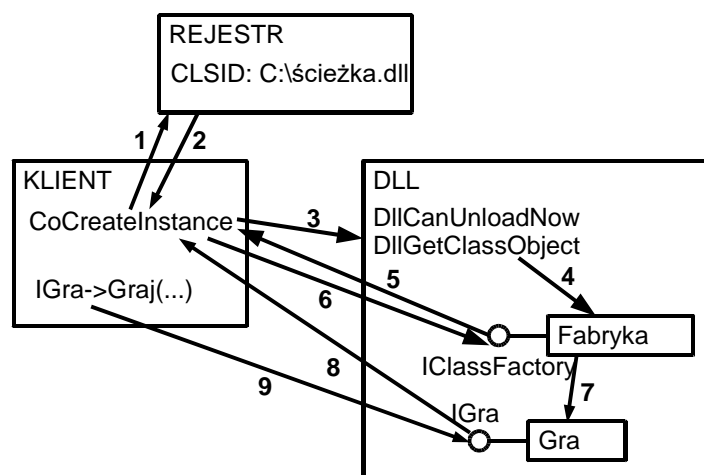 REJESTR
CLSID: C:\ścieżka.dll
1
2
KLIENT
DLL
CoCreateInstance
3
DllCanUnloadNow
DllGetClassObject
4
5
IGra->Graj(...)
6
Fabryka
IClassFactory
7
8
9
IGra
Gra